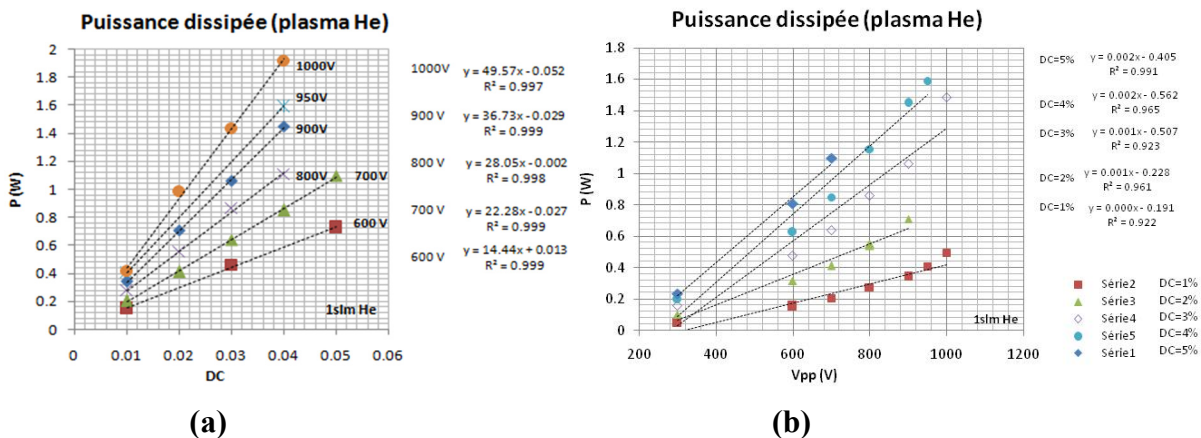 Puissance dissipée (plasma He)
P (W)
2
1.8
1.6
1.4
1.2
1
0.8
0.6
0.4
0.2
0
0
0.01
0.02
0.03
0.04
0.05
0.06
DC
1000V
950V
900V
800V
700V
600 V
1slm He
1000V
y = 49.57x - 0.052
R² = 0.997
900 V
y = 36.73x - 0.029
R² = 0.999
800 V
y = 28.05x - 0.002
R² = 0.998
700 V
y = 22.28x - 0.027
R² = 0.999
600 V
y = 14.44x + 0.013
R² = 0.999
(a)
Puissance dissipée (plasma He)
P (W)
1.8
1.6
1.4
1.2
1
0.8
0.6
0.4
0.2
0
200
400
600
800
1000
1200
Vpp (V)
1slm He
DC=5%
y = 0.002x - 0.405
R² = 0.991
DC=4%
y = 0.002x - 0.562
R² = 0.965
DC=3%
y = 0.001x - 0.507
R² = 0.923
DC=2%
y = 0.001x - 0.228
R² = 0.961
DC=1%
y = 0.000x - 0.191
R² = 0.922
Série2 DC=1%
Série3 DC=2%
Série4 DC=3%
Série5 DC=4%
Série1 DC=5%
(b)